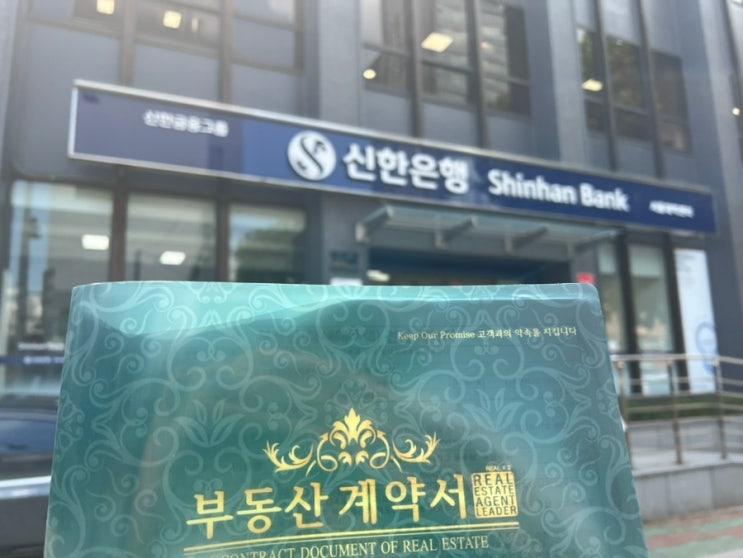 신한금융그룹
신한은행 Shinhan Bank
Keep Our Promise 고객과의 약속을 지킵니다
부동산 계약서
REAL
ESTATE
AGENT
LEADER
CONTRACT DOCUMENT OF REAL ESTATE